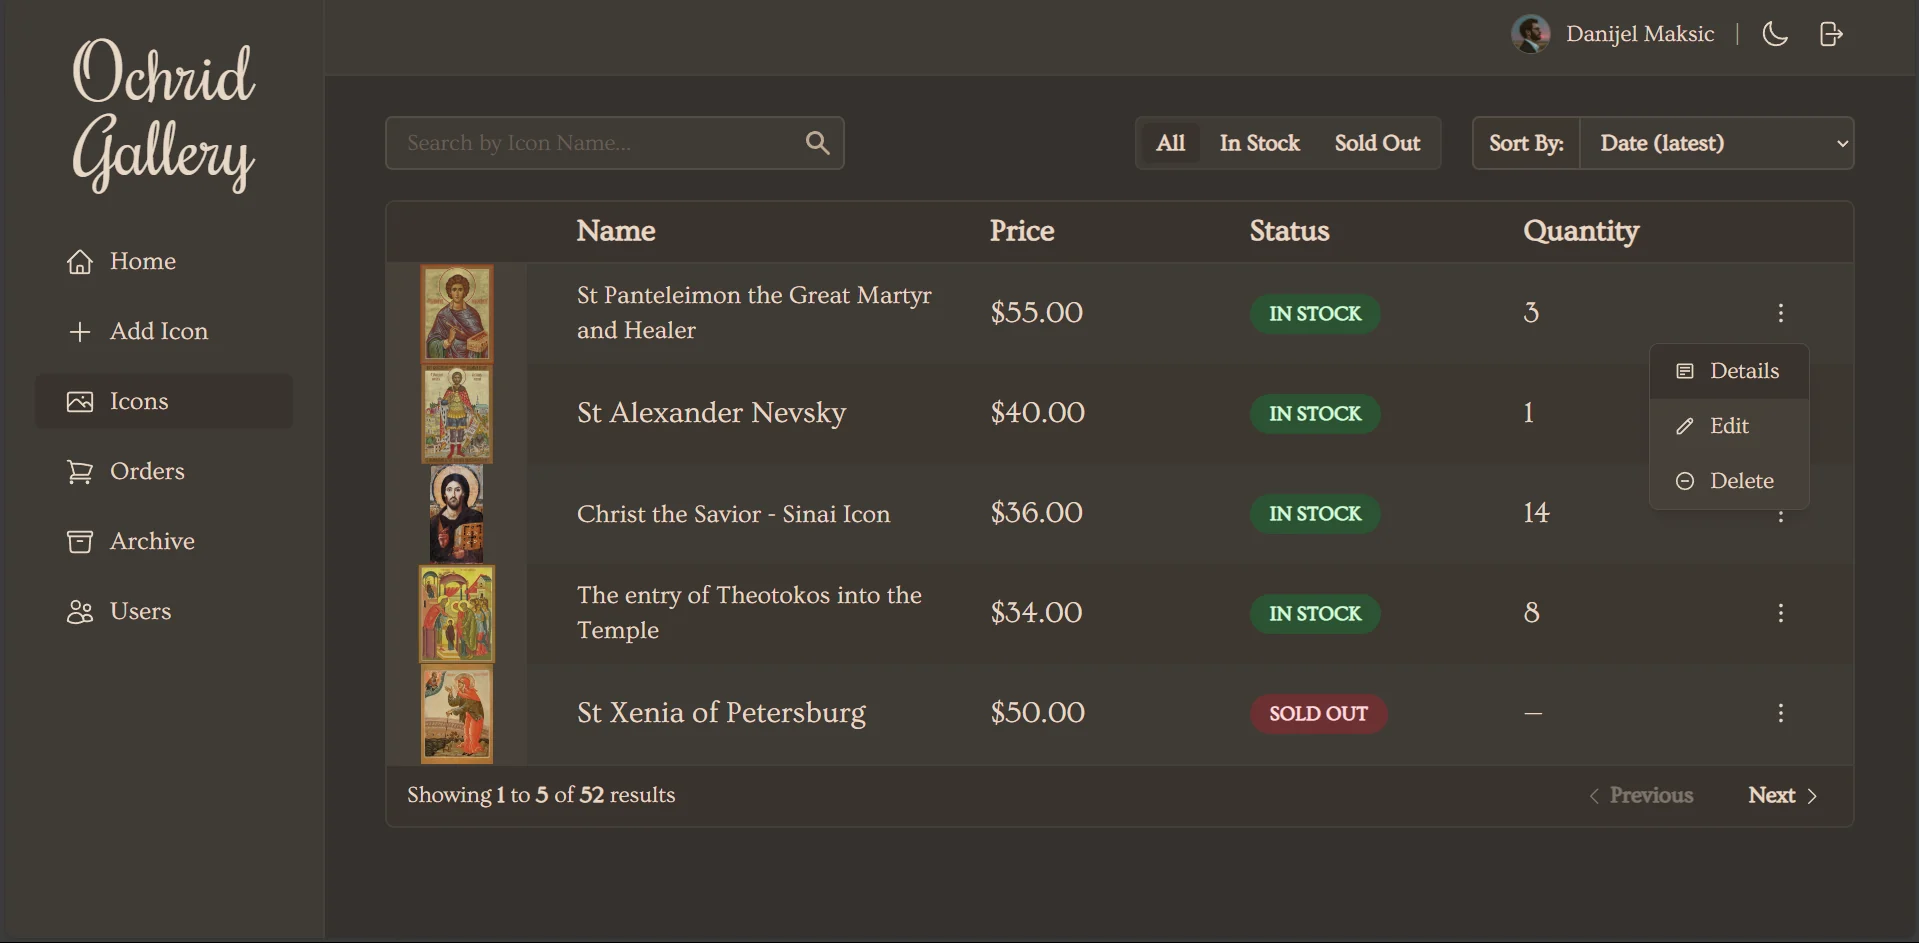 Ochrid
Gallery
Home
Add Icon
Icons
Orders
Archive
Users
Danijel Maksic
Search by Icon Name...
All
In Stock
Sold Out
Sort By:
Date (latest)
Name Price Status Quantity
St Panteleimon the Great Martyr
and Healer
$55.00 IN STOCK 3
Details
Edit
Delete
St Alexander Nevsky $40.00 IN STOCK 1
Christ the Savior - Sinai Icon $36.00 IN STOCK 14
The entry of Theotokos into the
Temple
$34.00 IN STOCK 8
St Xenia of Petersburg $50.00 SOLD OUT —
Showing 1 to 5 of 52 results
Previous
Next